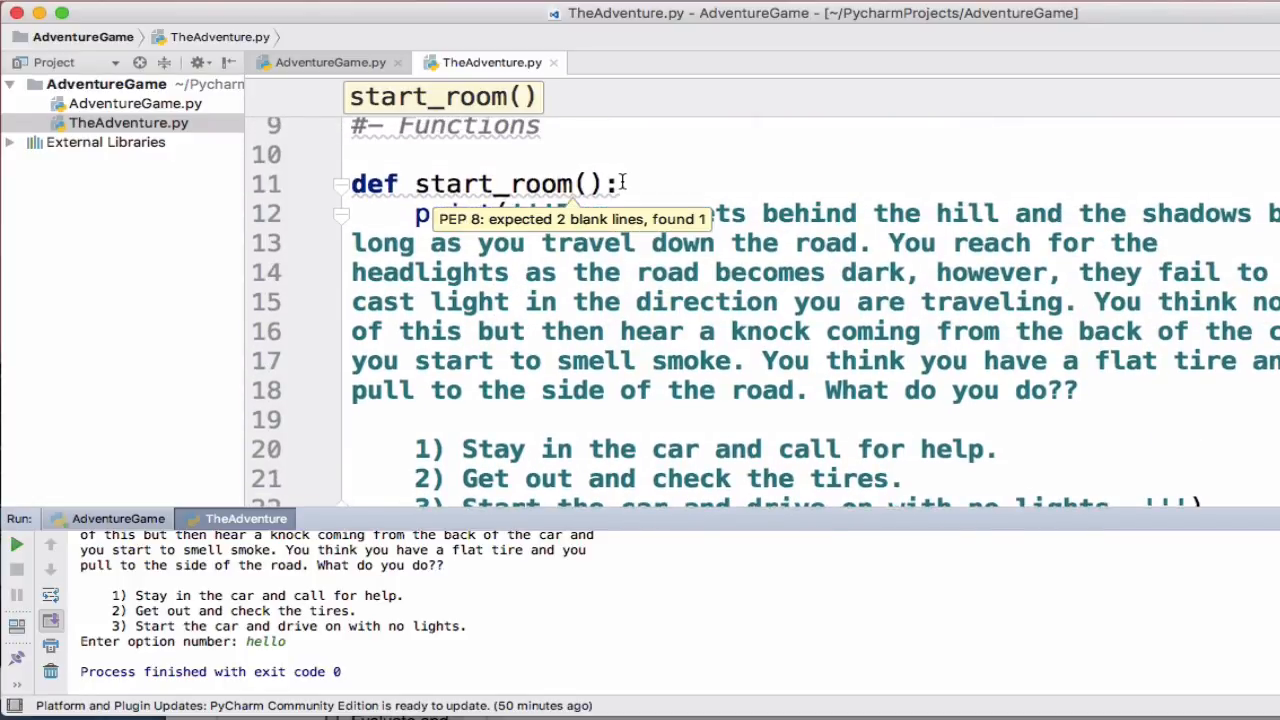 TheAdventure.py - AdventureGame - [~/PycharmProjects/AdventureGame]
AdventureGame
TheAdventure.py
Project
AdventureGame.py
TheAdventure.py
AdventureGame ~/Pycharm
AdventureGame.py
TheAdventure.py
External Libraries
start_room()
9 #- Functions
10
11 def start_room():
12 p ets behind the hill and the shadows b
PEP 8: expected 2 blank lines, found 1
13 long as you travel down the road. You reach for the
14 headlights as the road becomes dark, however, they fail to
15 cast light in the direction you are traveling. You think no
16 of this but then hear a knock coming from the back of the c
17 you start to smell smoke. You think you have a flat tire an
18 pull to the side of the road. What do you do??
19
20 1) Stay in the car and call for help.
21 2) Get out and check the tires.
22 3) Start the car and drive on with no lights. ''')
Run: AdventureGame TheAdventure
of this but then hear a knock coming from the back of the car and
you start to smell smoke. You think you have a flat tire and you
pull to the side of the road. What do you do??
1) Stay in the car and call for help.
2) Get out and check the tires.
3) Start the car and drive on with no lights.
Enter option number: hello
Process finished with exit code 0
Platform and Plugin Updates: PyCharm Community Edition is ready to update. (50 minutes ago)